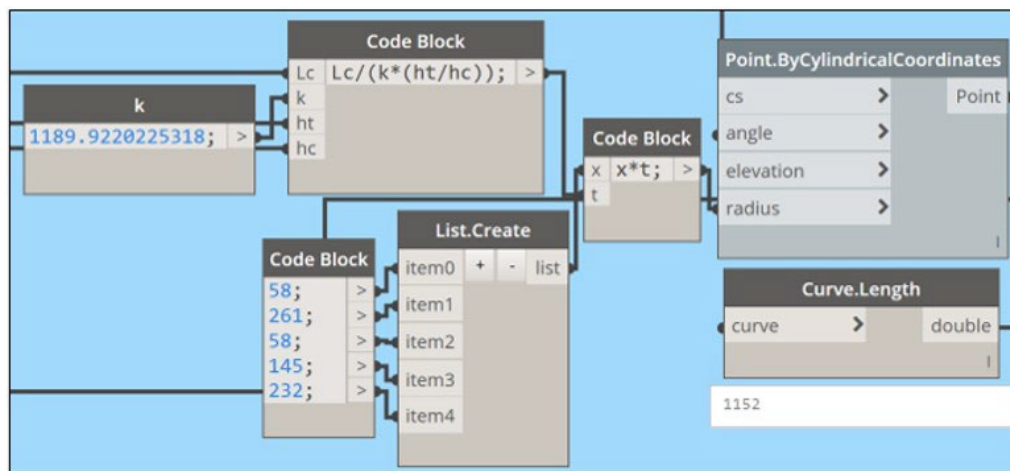 Code Block
Lc Lc/(k*(ht/hc)); >
k
ht
hc
k
1189.9220225318; >
Code Block
x x*t; >
t
Point.ByCylindricalCoordinates
cs > Point
angle >
elevation >
radius >
l
Code Block
58; >
261; >
58; >
145; >
232; >
List.Create
item0 + - list
item1
item2
item3
item4
Curve.Length
curve > double
l
1152